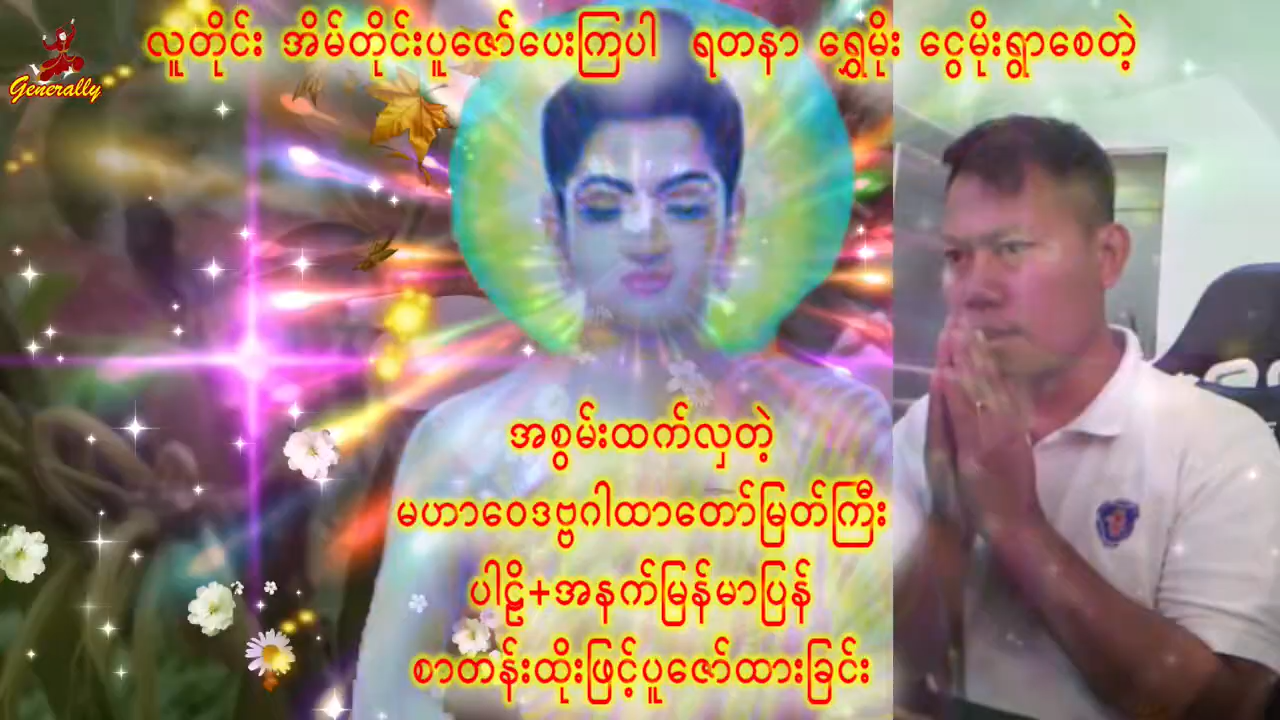 လူတိုင်း အိမ်တိုင်းပူဇော်ပေးကြပါ ရတနာ ရွှေမိုး ငွေမိုးရွာစေတဲ့
Generally
အစွမ်းထက်လှတဲ့
မဟာဝေဒဗ္ဗဂါထာတော်မြတ်ကြီး
ပါဠိ+အနက်မြန်မာပြန်
စာတန်းထိုးဖြင့်ပူဇော်ထားခြင်း